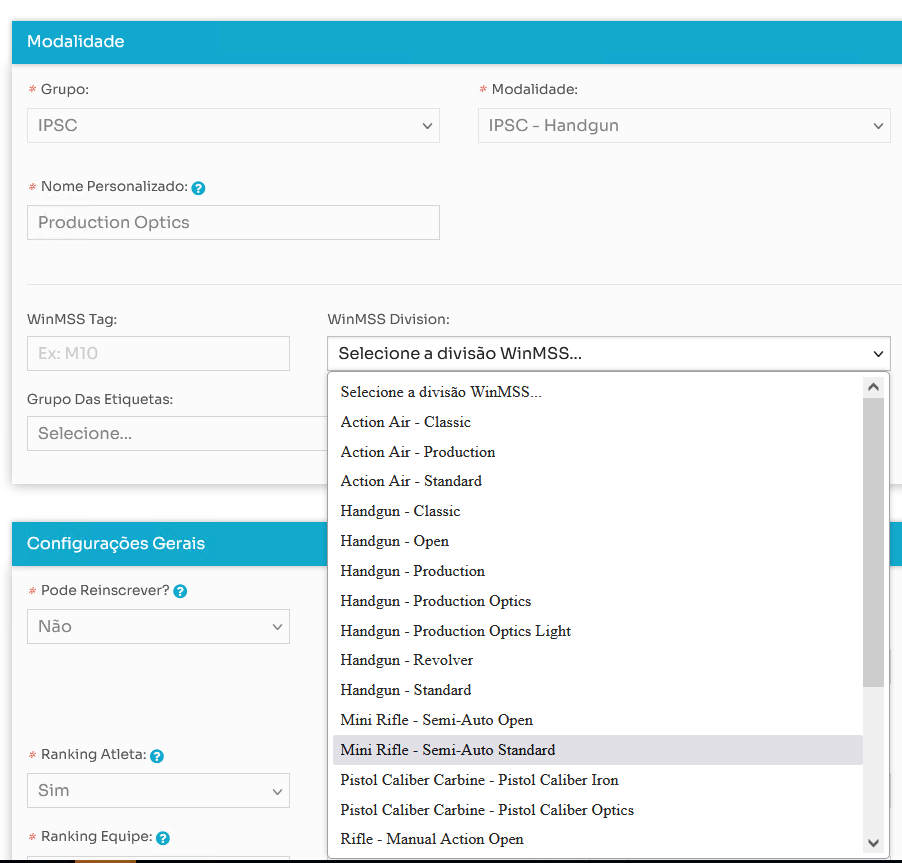 Modalidade
* Grupo:
* Modalidade:
IPSC
IPSC - Handgun
* Nome Personalizado: ?
Production Optics
WinMSS Tag:
WinMSS Division:
Ex: M10
Selecione a divisão WinMSS...
Selecione a divisão WinMSS...
Action Air - Classic
Grupo Das Etiquetas:
Selecione...
Action Air - Production
Action Air - Standard
Handgun - Classic
Handgun - Open
Handgun - Production
Handgun - Production Optics
Handgun - Production Optics Light
Handgun - Revolver
Handgun - Standard
Mini Rifle - Semi-Auto Open
Mini Rifle - Semi-Auto Standard
Pistol Caliber Carbine - Pistol Caliber Iron
Pistol Caliber Carbine - Pistol Caliber Optics
Rifle - Manual Action Open
Configurações Gerais
* Pode Reinscrever? ?
Não
* Ranking Atleta: ?
Sim
* Ranking Equipe: ?